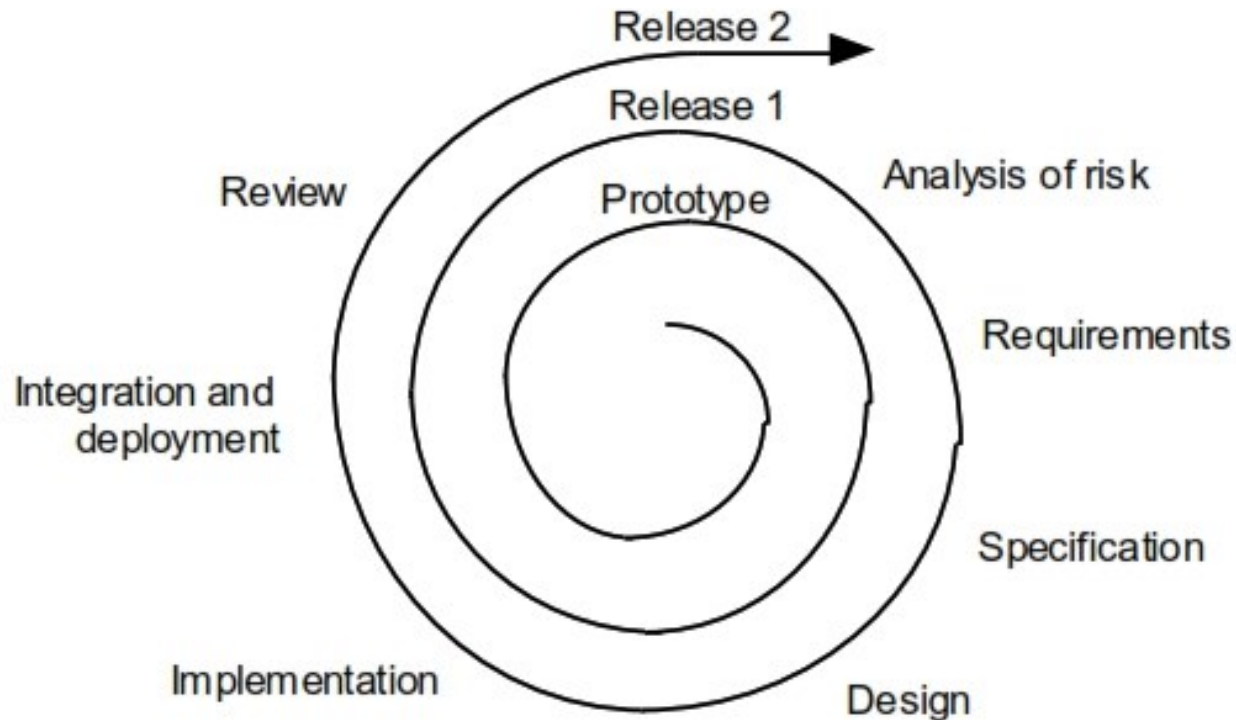 Release 2
Release 1
Prototype
Analysis of risk
Requirements
Specification
Design
Implementation
Integration and
deployment
Review